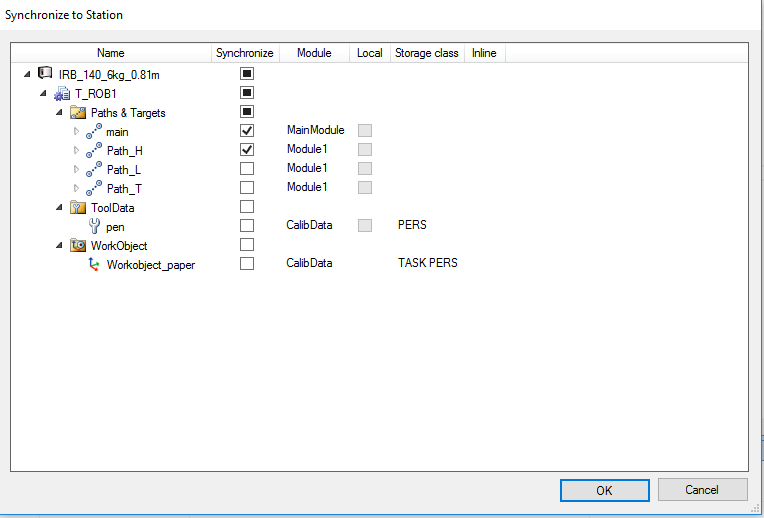 Synchronize to Station
Name Synchronize Module Local Storage class Inline
IRB_140_6kg_0.81m
T_ROB1
Paths & Targets
main MainModule
Path_H Module1
Path_L Module1
Path_T Module1
ToolData
pen CalibData PERS
WorkObject
Workobject_paper CalibData TASK PERS
OK Cancel